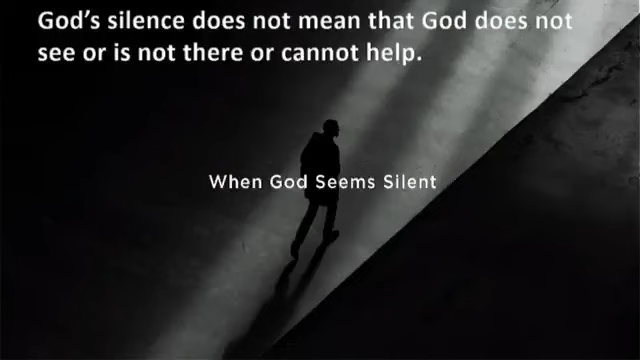 God’s silence does not mean that God does not
see or is not there or cannot help.
When God Seems Silent